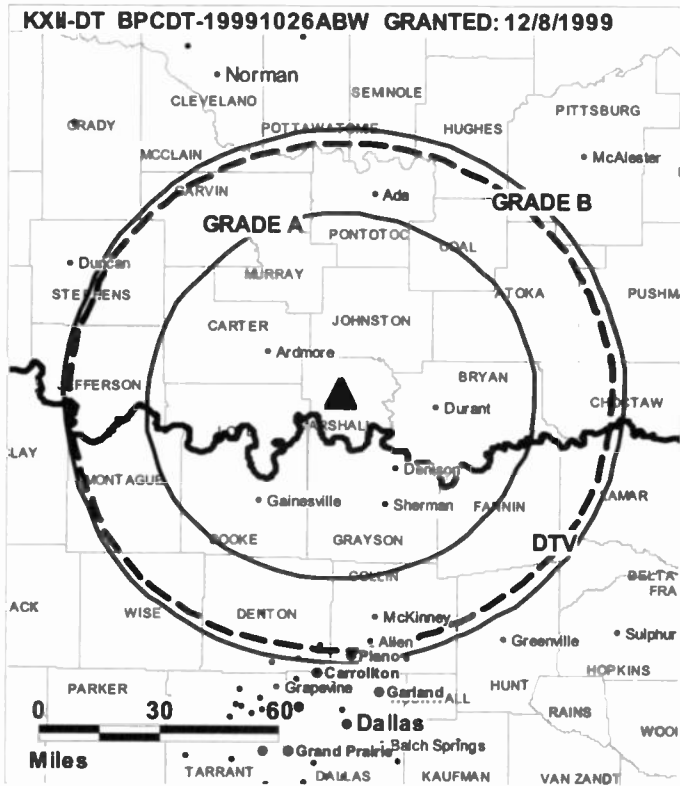 KXII-DT BPCDT-19991026ABW GRANTED: 12/8/1999
Norman
CLEVELAND
SEMINOLE
PITTSBURG
GRADY
POTTAWATOMIE
HUGHES
MCCLAIN
McAlester
GARVIN
Ada
GRADE B
GRADE A
PONTOTOC
COAL
Duncan
MURRAY
STEPHENS
ATOKA
PUSHMA
CARTER
JOHNSTON
Ardmore
JEFFERSON
BRYAN
CHOCTAW
Durant
MARSHALL
CLAY
Denison
MONTAGUE
Gainesville
Sherman
FANNIN
LAMAR
COOKE
GRAYSON
DTV
COLLIN
DELTA
FRA
ACK
WISE
DENTON
McKinney
Allen
Greenville
Sulphur
Plano
Carrollton
HOPKINS
PARKER
Grapevine
Garland
HUNT
0 30 60
RAINS
Dallas
WOO
Miles
Grand Prairie
Balch Springs
TARRANT
DALLAS
KAUFMAN
VAN ZANDT